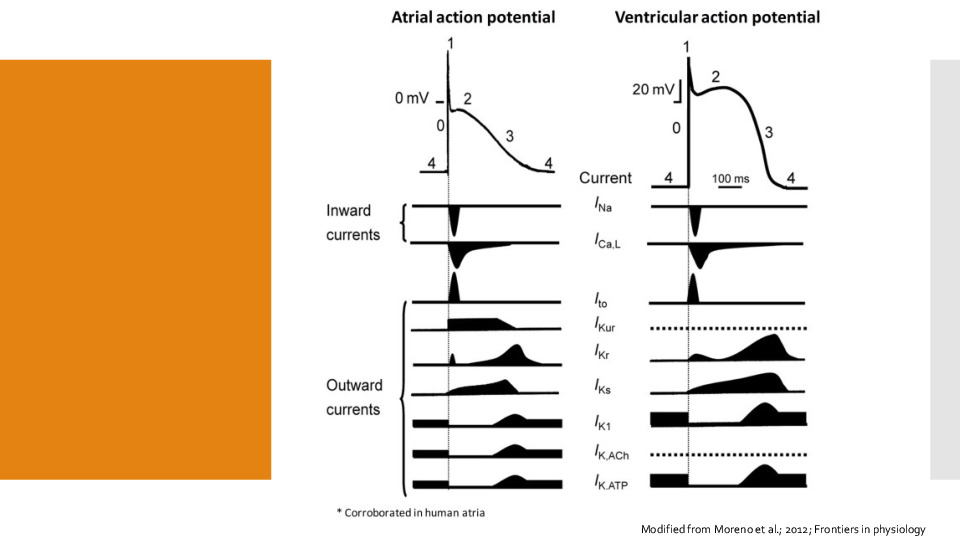 Atrial action potential
Ventricular action potential
1
0 mV
2
0
3
4
4
1
20 mV
2
0
3
4
100 ms
4
Current
Inward
currents
INa
ICa,L
Ito
IKur
IKr
Outward
currents
IKs
IK1
IK,ACh
IK,ATP
* Corroborated in human atria
Modified from Moreno et al.; 2012; Frontiers in physiology